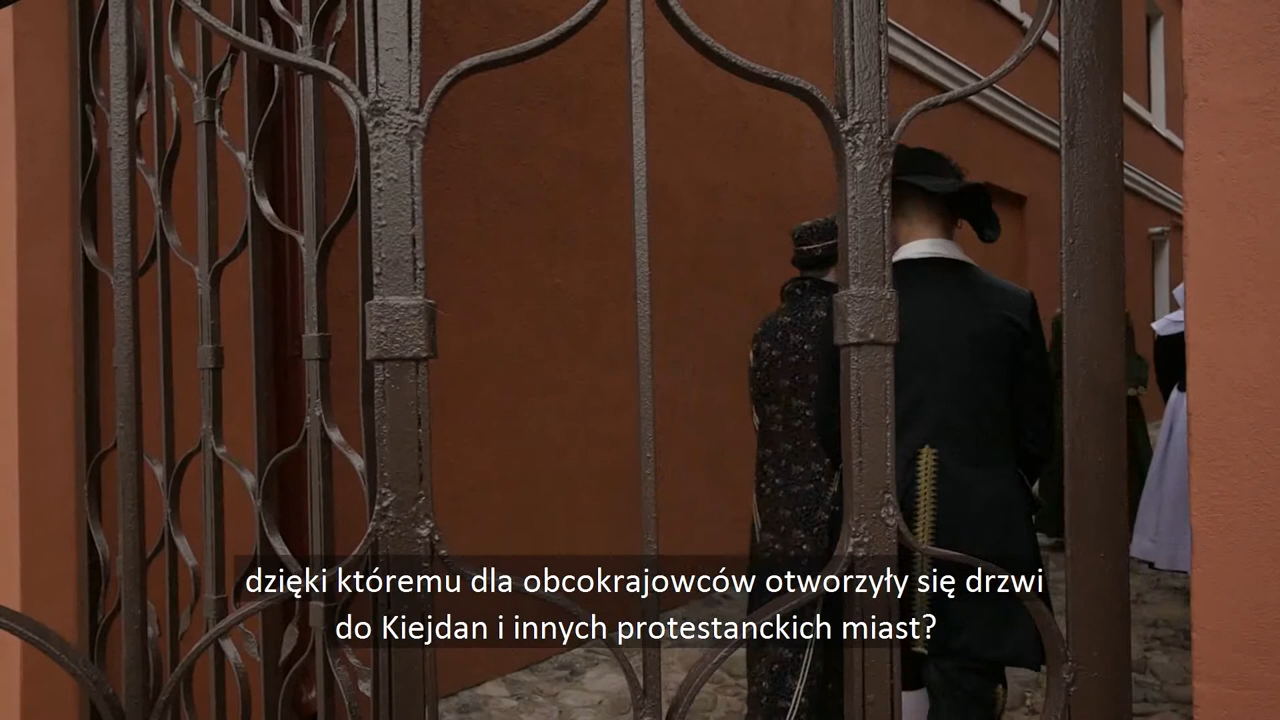 dzięki któremu dla obcokrajowców otworzyły się drzwi
do Kiejdan i innych protestanckich miast?